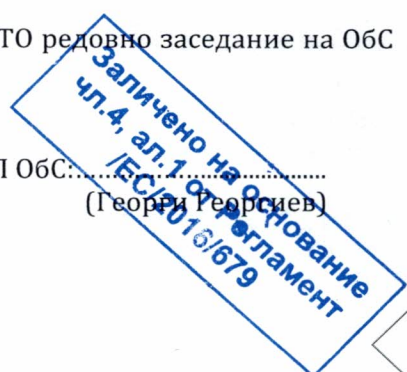 ТО редовно заседание на ОбС
Заличено на основание
чл.4, ал.1 от Регламент
/ЕС/2016/679
ОбС:...............................
(Георги Георгиев)